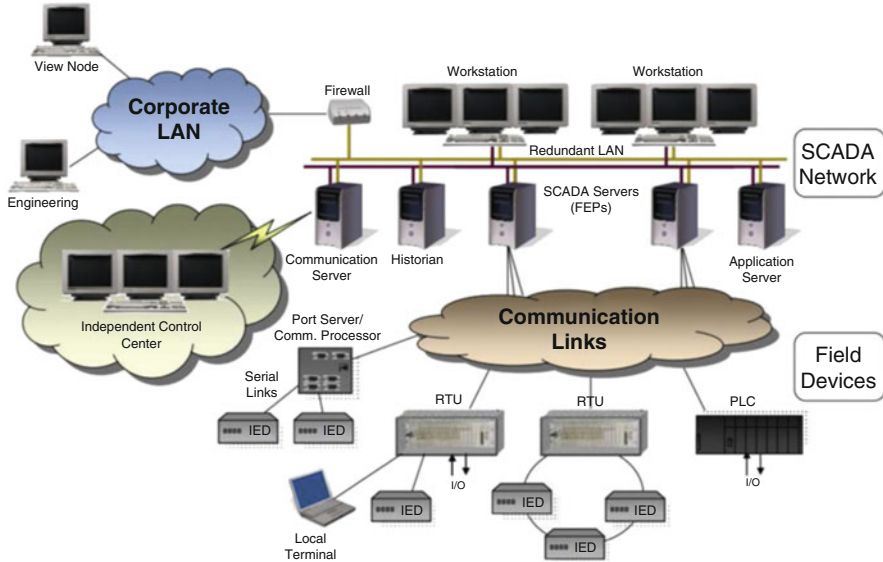 View Node
Corporate
LAN
Engineering
Firewall
Workstation
Workstation
Redundant LAN
SCADA
Network
SCADA Servers
(FEPs)
Communication
Server
Historian
Application
Server
Independent Control
Center
Communication
Links
Port Server/
Comm. Processor
Serial
Links
Field
Devices
RTU
RTU
PLC
IED
IED
I/O
I/O
IED
IED
IED
IED
Local
Terminal